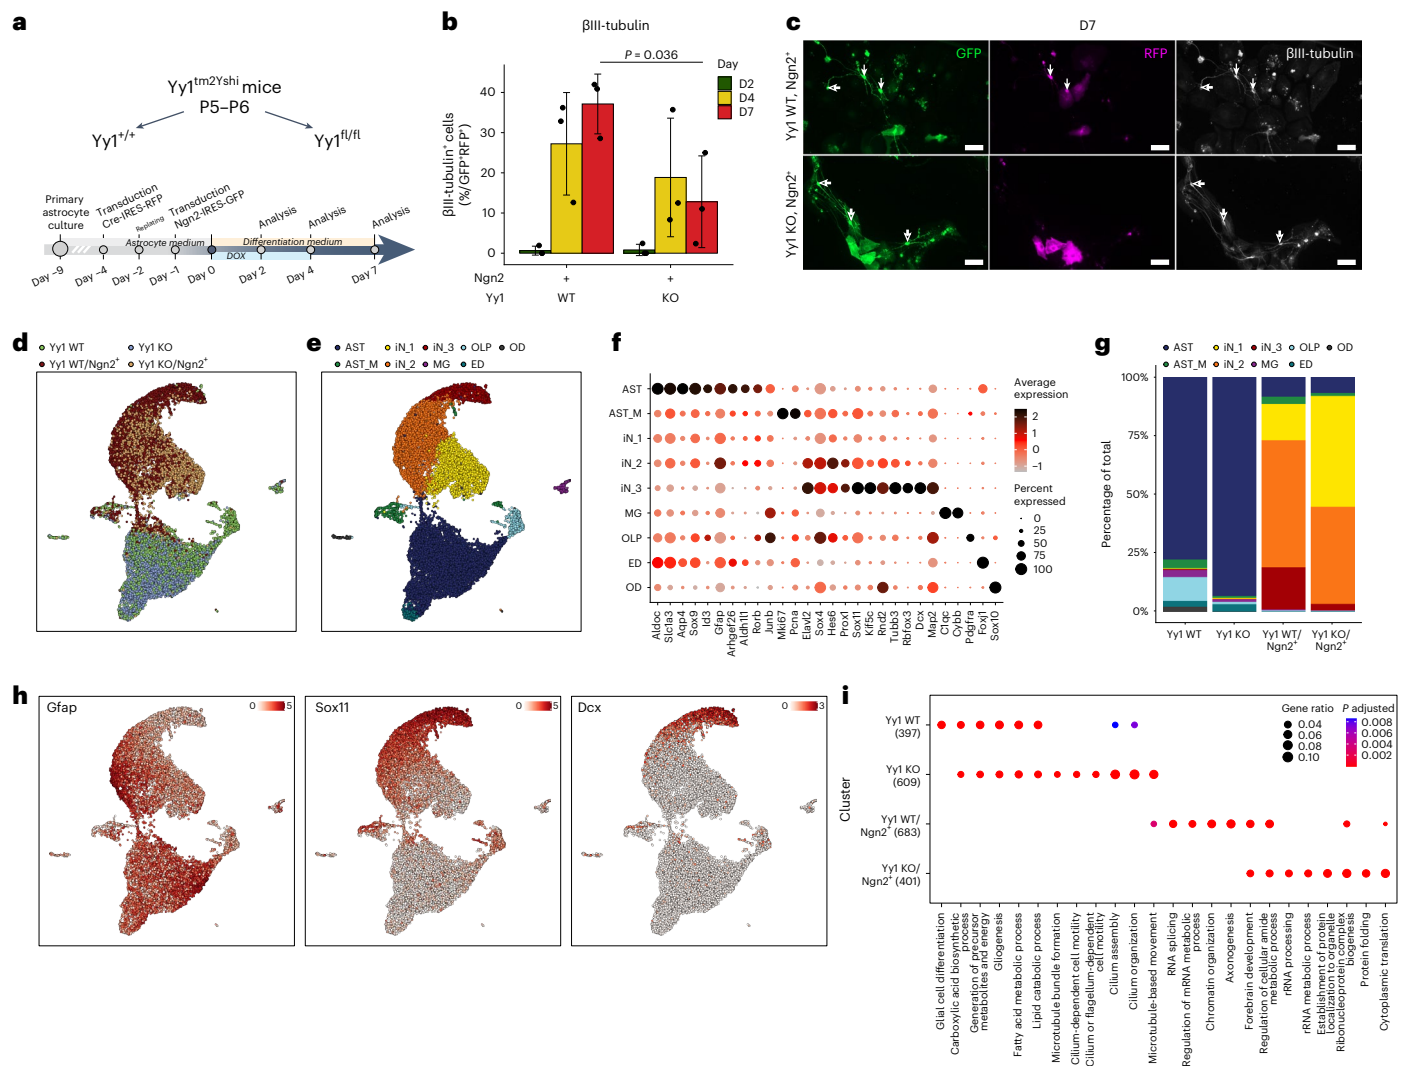 a
Yy1tm2Yshi mice
P5–P6
Yy1+/+
Yy1fl/fl
Primary
astrocyte
culture
Transduction
Cre-IRES-RFP
Replating
Transduction
Ngn2-IRES-GFP
Analysis
Analysis
Analysis
Astrocyte medium
Differentiation medium
DOX
Day –9
Day –4
Day –2
Day –1
Day 0
Day 2
Day 4
Day 7
b
βIII-tubulin
P = 0.036
Day
D2
D4
D7
βIII-tubulin+ cells
(%/GFP+RFP+)
40
30
20
10
0
Ngn2
+
+
Yy1
WT
KO
c
D7
GFP
RFP
βIII-tubulin
Yy1 WT, Ngn2+
Yy1 KO, Ngn2+
d
Yy1 WT
Yy1 KO
Yy1 WT/Ngn2+
Yy1 KO/Ngn2+
e
AST
iN_1
iN_3
OLP
OD
AST_M
iN_2
MG
ED
f
AST
AST_M
iN_1
iN_2
iN_3
MG
OLP
ED
OD
Aldoc
Slc1a3
Aqp4
Sox9
Id3
Gfap
Arhgef26
Aldh1l1
Rorb
Junb
Mki67
Pcna
Elavl2
Sox4
Hes6
Prox1
Sox11
Kif5c
Rnd2
Tubb3
Rbfox3
Dcx
Map2
C1qc
Cybb
Pdgfra
Foxj1
Sox10
Average
expression
2
1
0
–1
Percent
expressed
0
25
50
75
100
g
AST
iN_1
iN_3
OLP
OD
AST_M
iN_2
MG
ED
Percentage of total
100%
75%
50%
25%
0%
Yy1 WT
Yy1 KO
Yy1 WT/
Ngn2+
Yy1 KO/
Ngn2+
h
Gfap
0
5
Sox11
0
5
Dcx
0
3
i
Cluster
Yy1 WT
(397)
Yy1 KO
(609)
Yy1 WT/
Ngn2+ (683)
Yy1 KO/
Ngn2+ (401)
Gene ratio
0.04
0.06
0.08
0.10
P adjusted
0.008
0.006
0.004
0.002
Glial cell differentiation
Carboxylic acid biosynthetic
process
Generation of precursor
metabolites and energy
Gliogenesis
Fatty acid metabolic process
Lipid catabolic process
Microtubule bundle formation
Cilium-dependent cell motility
Cilium or flagellum-dependent
cell motility
Cilium assembly
Cilium organization
Microtubule-based movement
RNA splicing
Regulation of mRNA metabolic
process
Chromatin organization
Axonogenesis
Forebrain development
Regulation of cellular amide
metabolic process
rRNA processing
rRNA metabolic process
Establishment of protein
localization to organelle
Ribonucleoprotein complex
biogenesis
Protein folding
Cytoplasmic translation